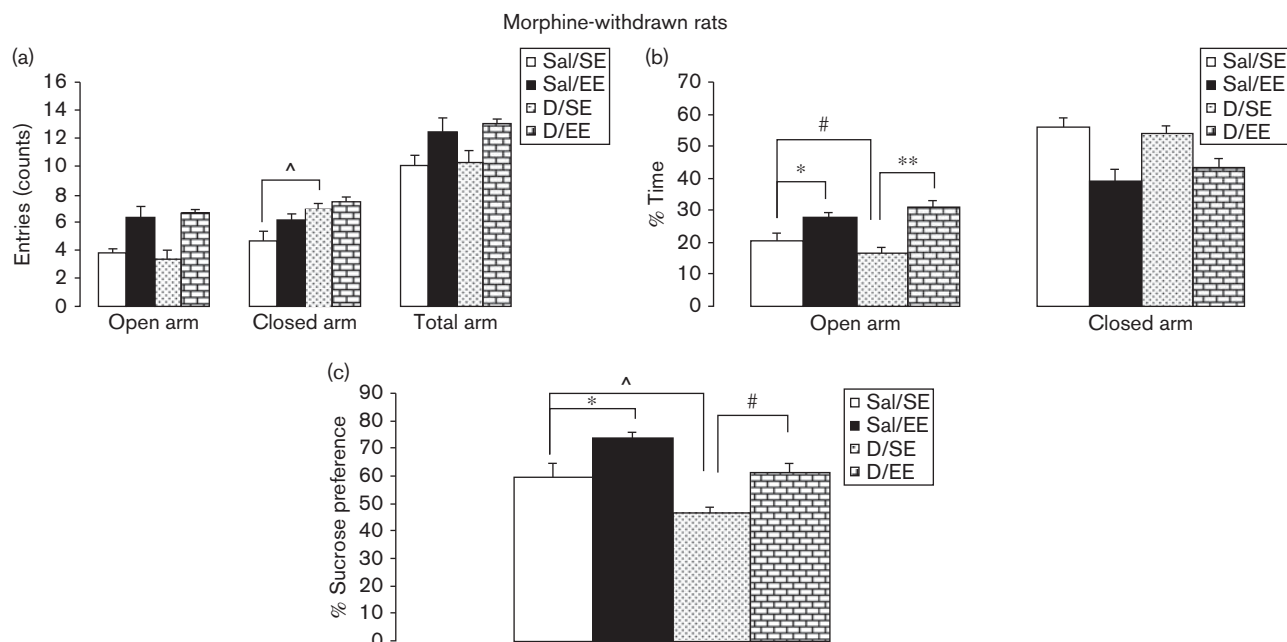 Morphine-withdrawn rats
(a)
Entries (counts)
16
14
12
10
8
6
4
2
0
^
Open arm
Closed arm
Total arm
Sal/SE
Sal/EE
D/SE
D/EE
(b)
% Time
70
60
50
40
30
20
10
0
#
*
**
Open arm
Closed arm
Sal/SE
Sal/EE
D/SE
D/EE
(c)
% Sucrose preference
90
80
70
60
50
40
30
20
10
0
^
*
#
Sal/SE
Sal/EE
D/SE
D/EE